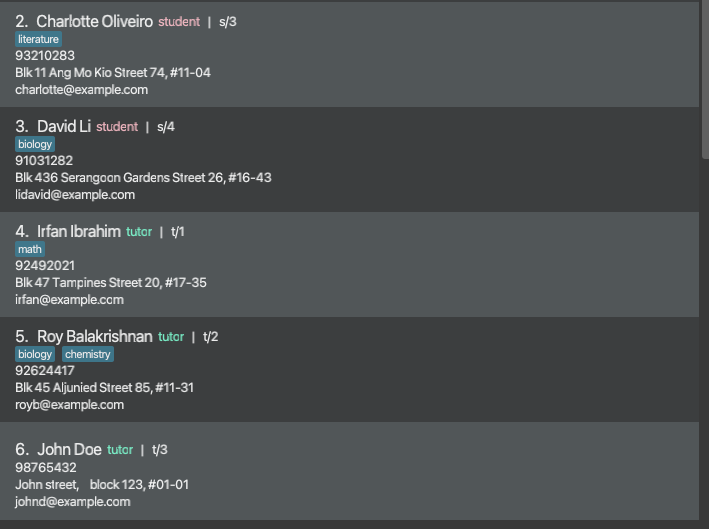 2. Charlotte Oliveiro student | s/3
literature
93210283
Blk 11 Ang Mo Kio Street 74, #11-04
charlotte@example.com
3. David Li student | s/4
biology
91031282
Blk 436 Serangoon Gardens Street 26, #16-43
lidavid@example.com
4. Irfan Ibrahim tutor | t/1
math
92492021
Blk 47 Tampines Street 20, #17-35
irfan@example.com
5. Roy Balakrishnan tutor | t/2
biology chemistry
92624417
Blk 45 Aljunied Street 85, #11-31
royb@example.com
6. John Doe tutor | t/3
98765432
John street, block 123, #01-01
johnd@example.com